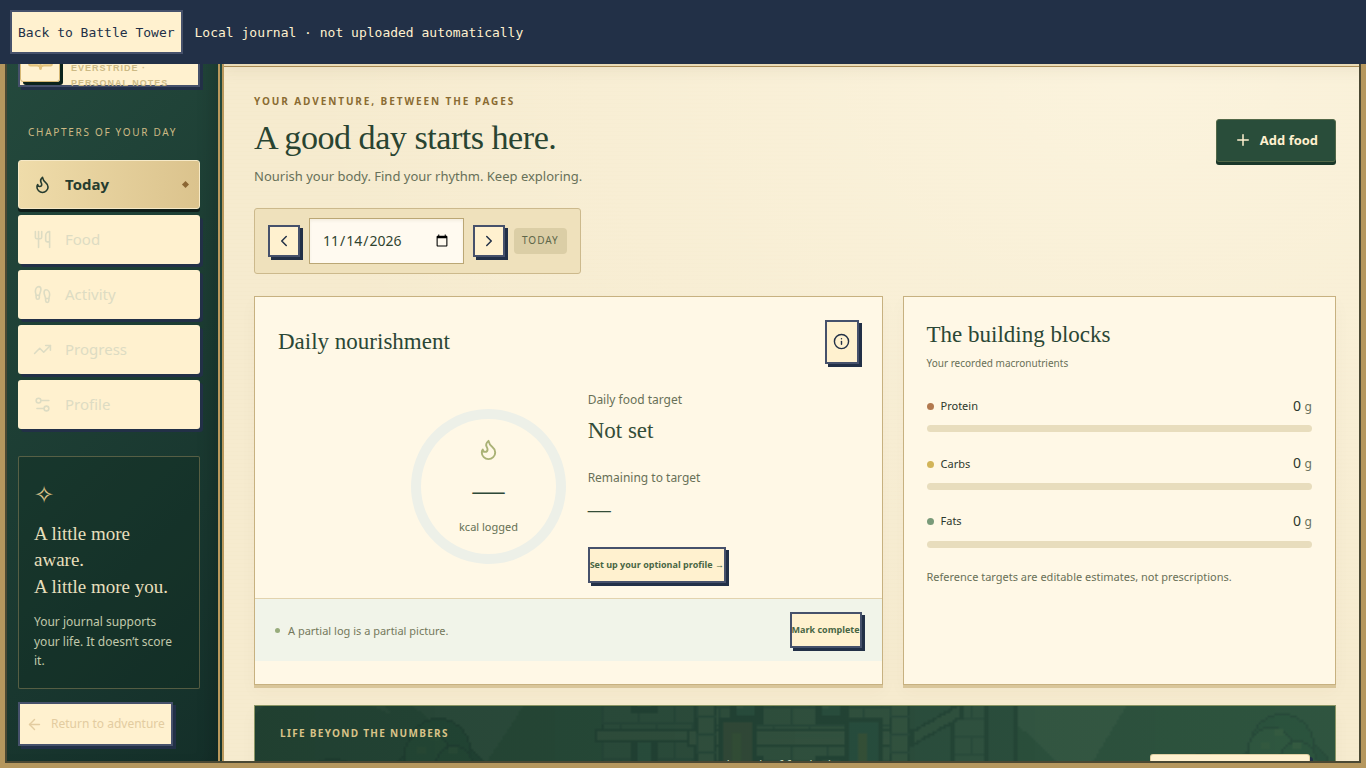 Back to Battle Tower
Local journal · not uploaded automatically
EVERSTRIDE ·
PERSONAL NOTES
CHAPTERS OF YOUR DAY
Today
Food
Activity
Progress
Profile
✧
A little more
aware.
A little more you.
Your journal supports
your life. It doesn’t score
it.
Return to adventure
YOUR ADVENTURE, BETWEEN THE PAGES
A good day starts here.
Nourish your body. Find your rhythm. Keep exploring.
Add food
11/14/2026
TODAY
Daily nourishment
—
kcal logged
Daily food target
Not set
Remaining to target
—
Set up your optional profile →
A partial log is a partial picture.
Mark complete
The building blocks
Your recorded macronutrients
Protein
0 g
Carbs
0 g
Fats
0 g
Reference targets are editable estimates, not prescriptions.
LIFE BEYOND THE NUMBERS